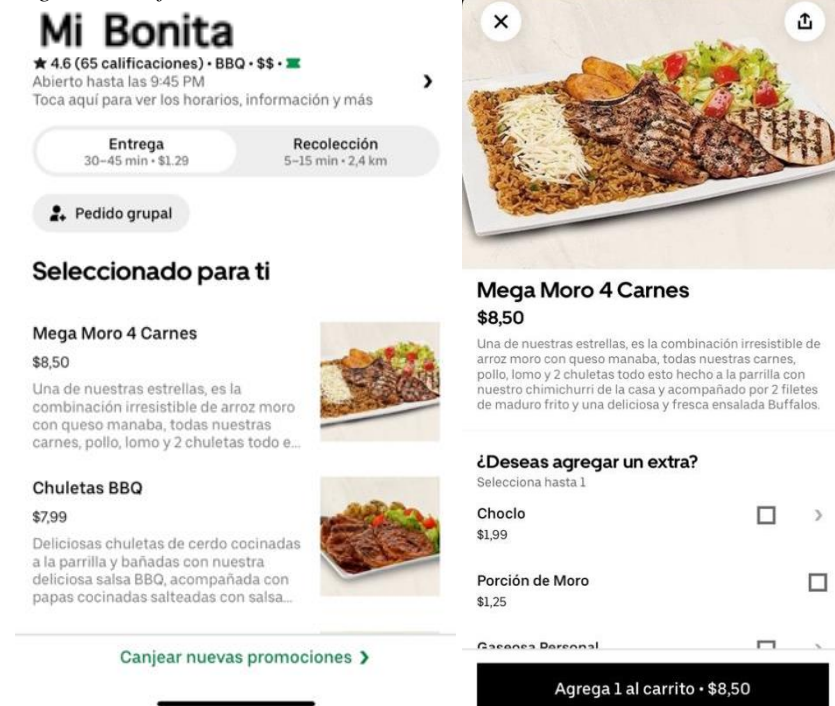 Mi Bonita
★ 4.6 (65 calificaciones) • BBQ • $$ •
Abierto hasta las 9:45 PM
Toca aquí para ver los horarios, información y más
Entrega
30–45 min • $1.29
Recolección
5–15 min • 2,4 km
Pedido grupal
Seleccionado para ti
Mega Moro 4 Carnes
$8,50
Una de nuestras estrellas, es la
combinación irresistible de arroz moro
con queso manaba, todas nuestras
carnes, pollo, lomo y 2 chuletas todo e...
Chuletas BBQ
$7,99
Deliciosas chuletas de cerdo cocinadas
a la parrilla y bañadas con nuestra
deliciosa salsa BBQ, acompañada con
papas cocinadas salteadas con salsa...
Canjear nuevas promociones
Mega Moro 4 Carnes
$8,50
Una de nuestras estrellas, es la combinación irresistible de
arroz moro con queso manaba, todas nuestras carnes,
pollo, lomo y 2 chuletas todo esto hecho a la parrilla con
nuestro chimichurri de la casa y acompañado por 2 filetes
de maduro frito y una deliciosa y fresca ensalada Buffalos.
¿Deseas agregar un extra?
Selecciona hasta 1
Choclo
$1,99
Porción de Moro
$1,25
Gaseosa Personal
Agrega 1 al carrito • $8,50